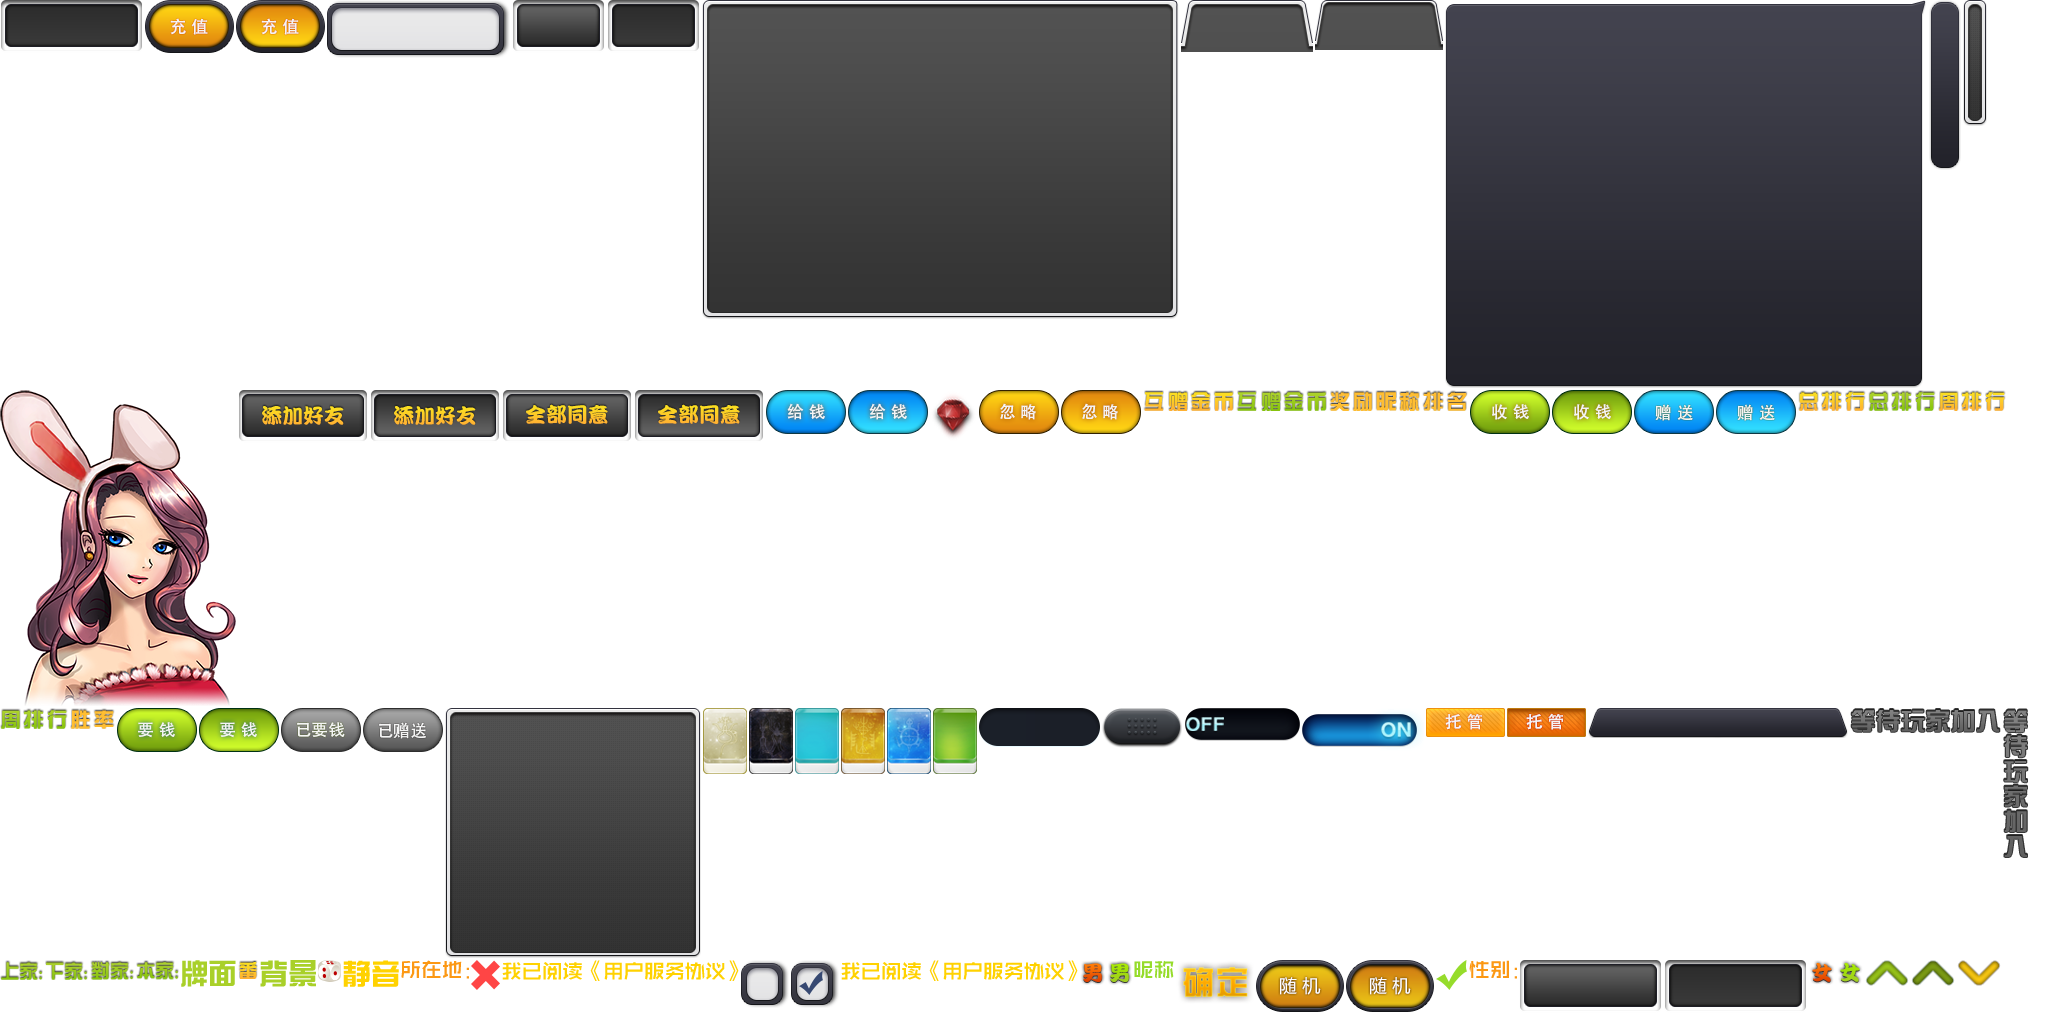 充值
充值
添加好友
添加好友
全部同意
全部同意
给钱
给钱
忽略
忽略
互赠金币
互赠金币
奖励
昵称
排名
收钱
收钱
赠送
赠送
总排行
总排行
周排行
周排行
胜率
要钱
要钱
已要钱
已赠送
OFF
ON
托管
托管
等待玩家加入
等待玩家加入
上家:
下家:
对家:
本家:
牌面
番
背景
静音
所在地:
我已阅读《用户服务协议》
我已阅读《用户服务协议》
男
男
昵称
确定
随机
随机
性别:
女
女